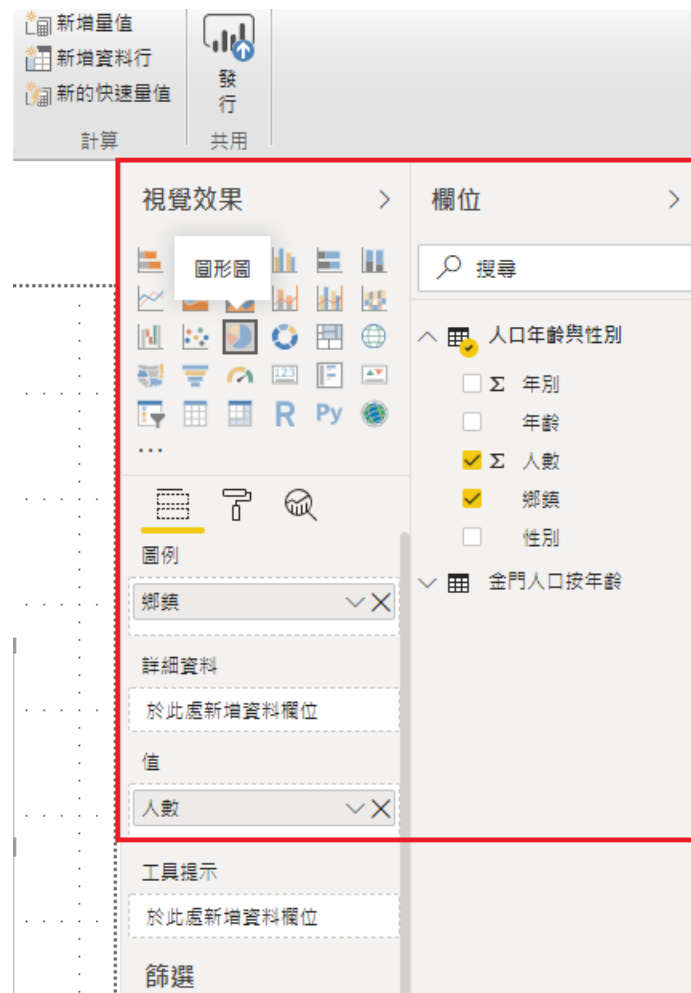 新增量值
新增資料行
新的快速量值
計算
發
行
共用
視覺效果
圓形圖
123
R
Py
...
圖例
鄉鎮
詳細資料
於此處新增資料欄位
值
人數
工具提示
於此處新增資料欄位
篩選
欄位
搜尋
人口年齡與性別
Σ 年別
年齡
Σ 人數
鄉鎮
性別
金門人口按年齡